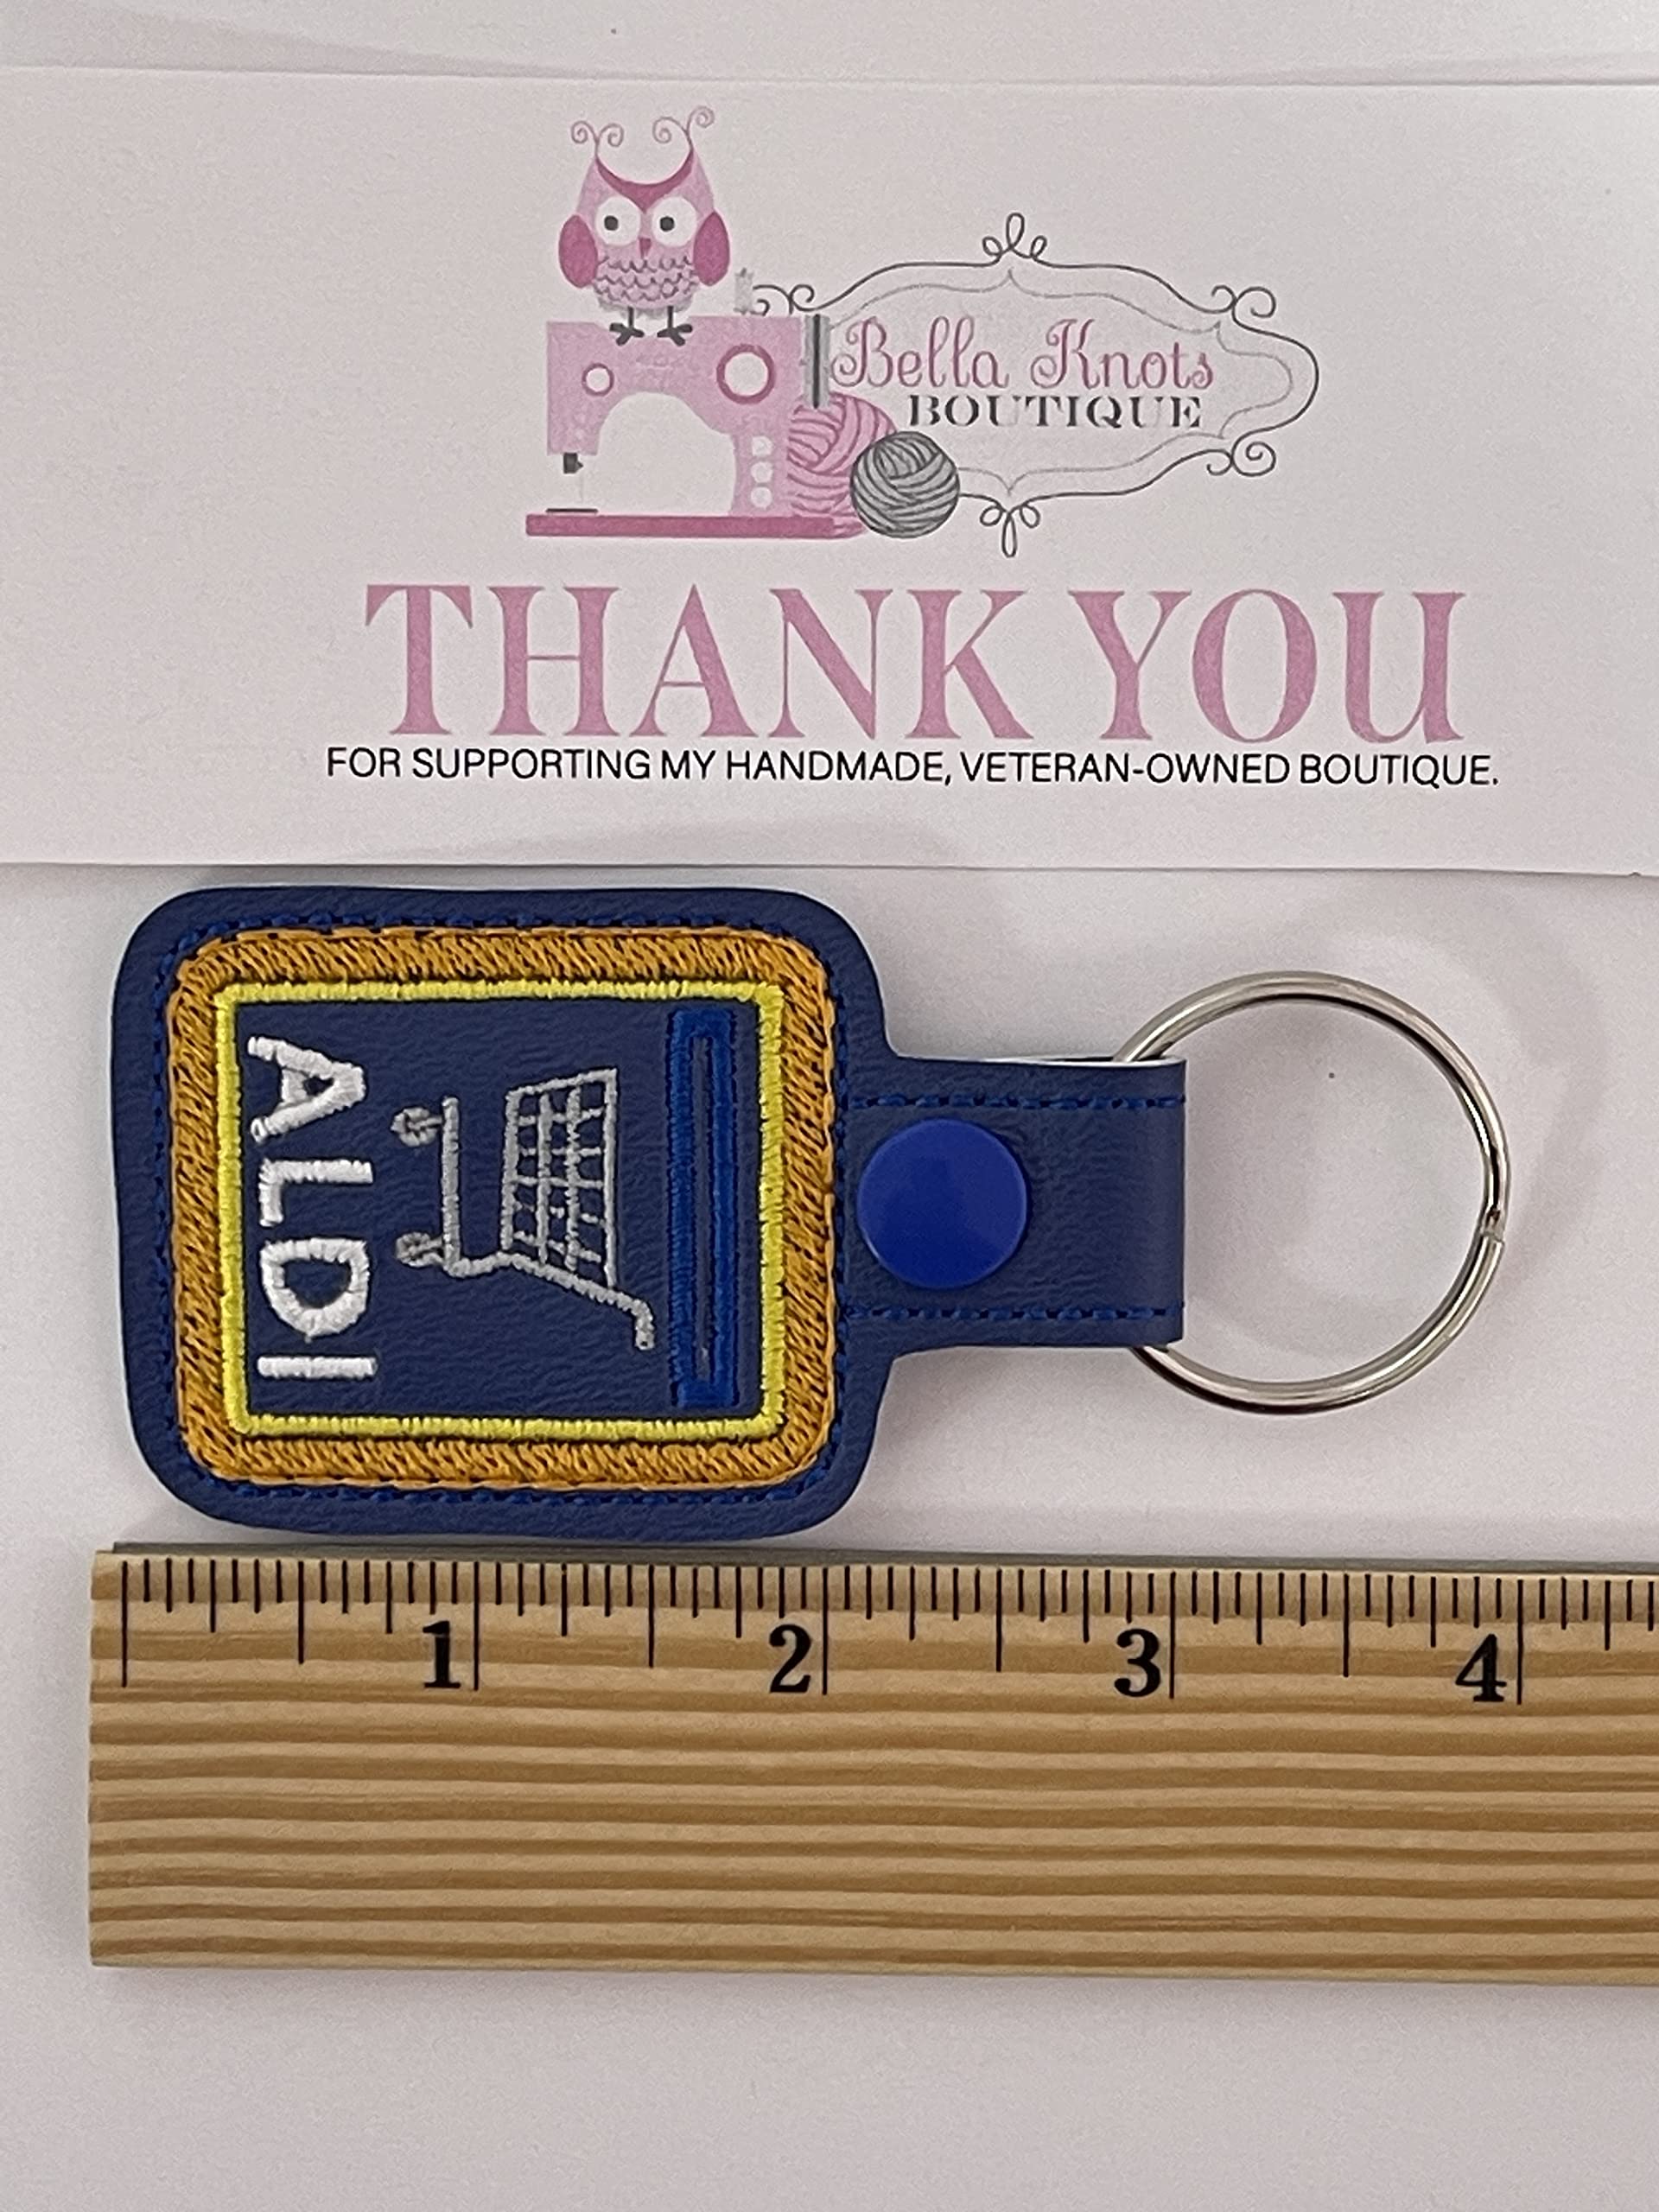 Bella Knots
BOUTIQUE
THANK YOU
FOR SUPPORTING MY HANDMADE, VETERAN-OWNED BOUTIQUE.
ALDI
1 2 3 4